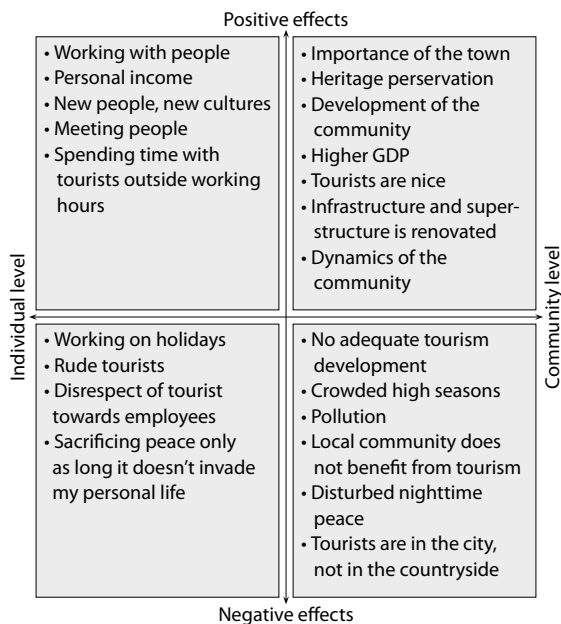 Positive effects
• Working with people
• Personal income
• New people, new cultures
• Meeting people
• Spending time with
tourists outside working
hours
• Importance of the town
• Heritage perservation
• Development of the
community
• Higher GDP
• Tourists are nice
• Infrastructure and super-
structure is renovated
• Dynamics of the
community
Individual level
Community level
• Working on holidays
• Rude tourists
• Disrespect of tourist
towards employees
• Sacrificing peace only
as long it doesn’t invade
my personal life
• No adequate tourism
development
• Crowded high seasons
• Pollution
• Local community does
not benefit from tourism
• Disturbed nighttime
peace
• Tourists are in the city,
not in the countryside
Negative effects